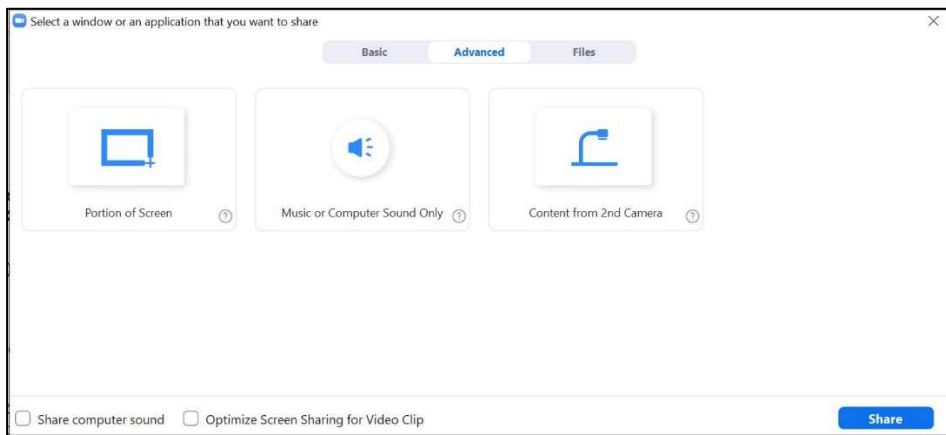 Select a window or an application that you want to share
Basic Advanced Files
Portion of Screen ? Music or Computer Sound Only ? Content from 2nd Camera ?
Share computer sound Optimize Screen Sharing for Video Clip Share